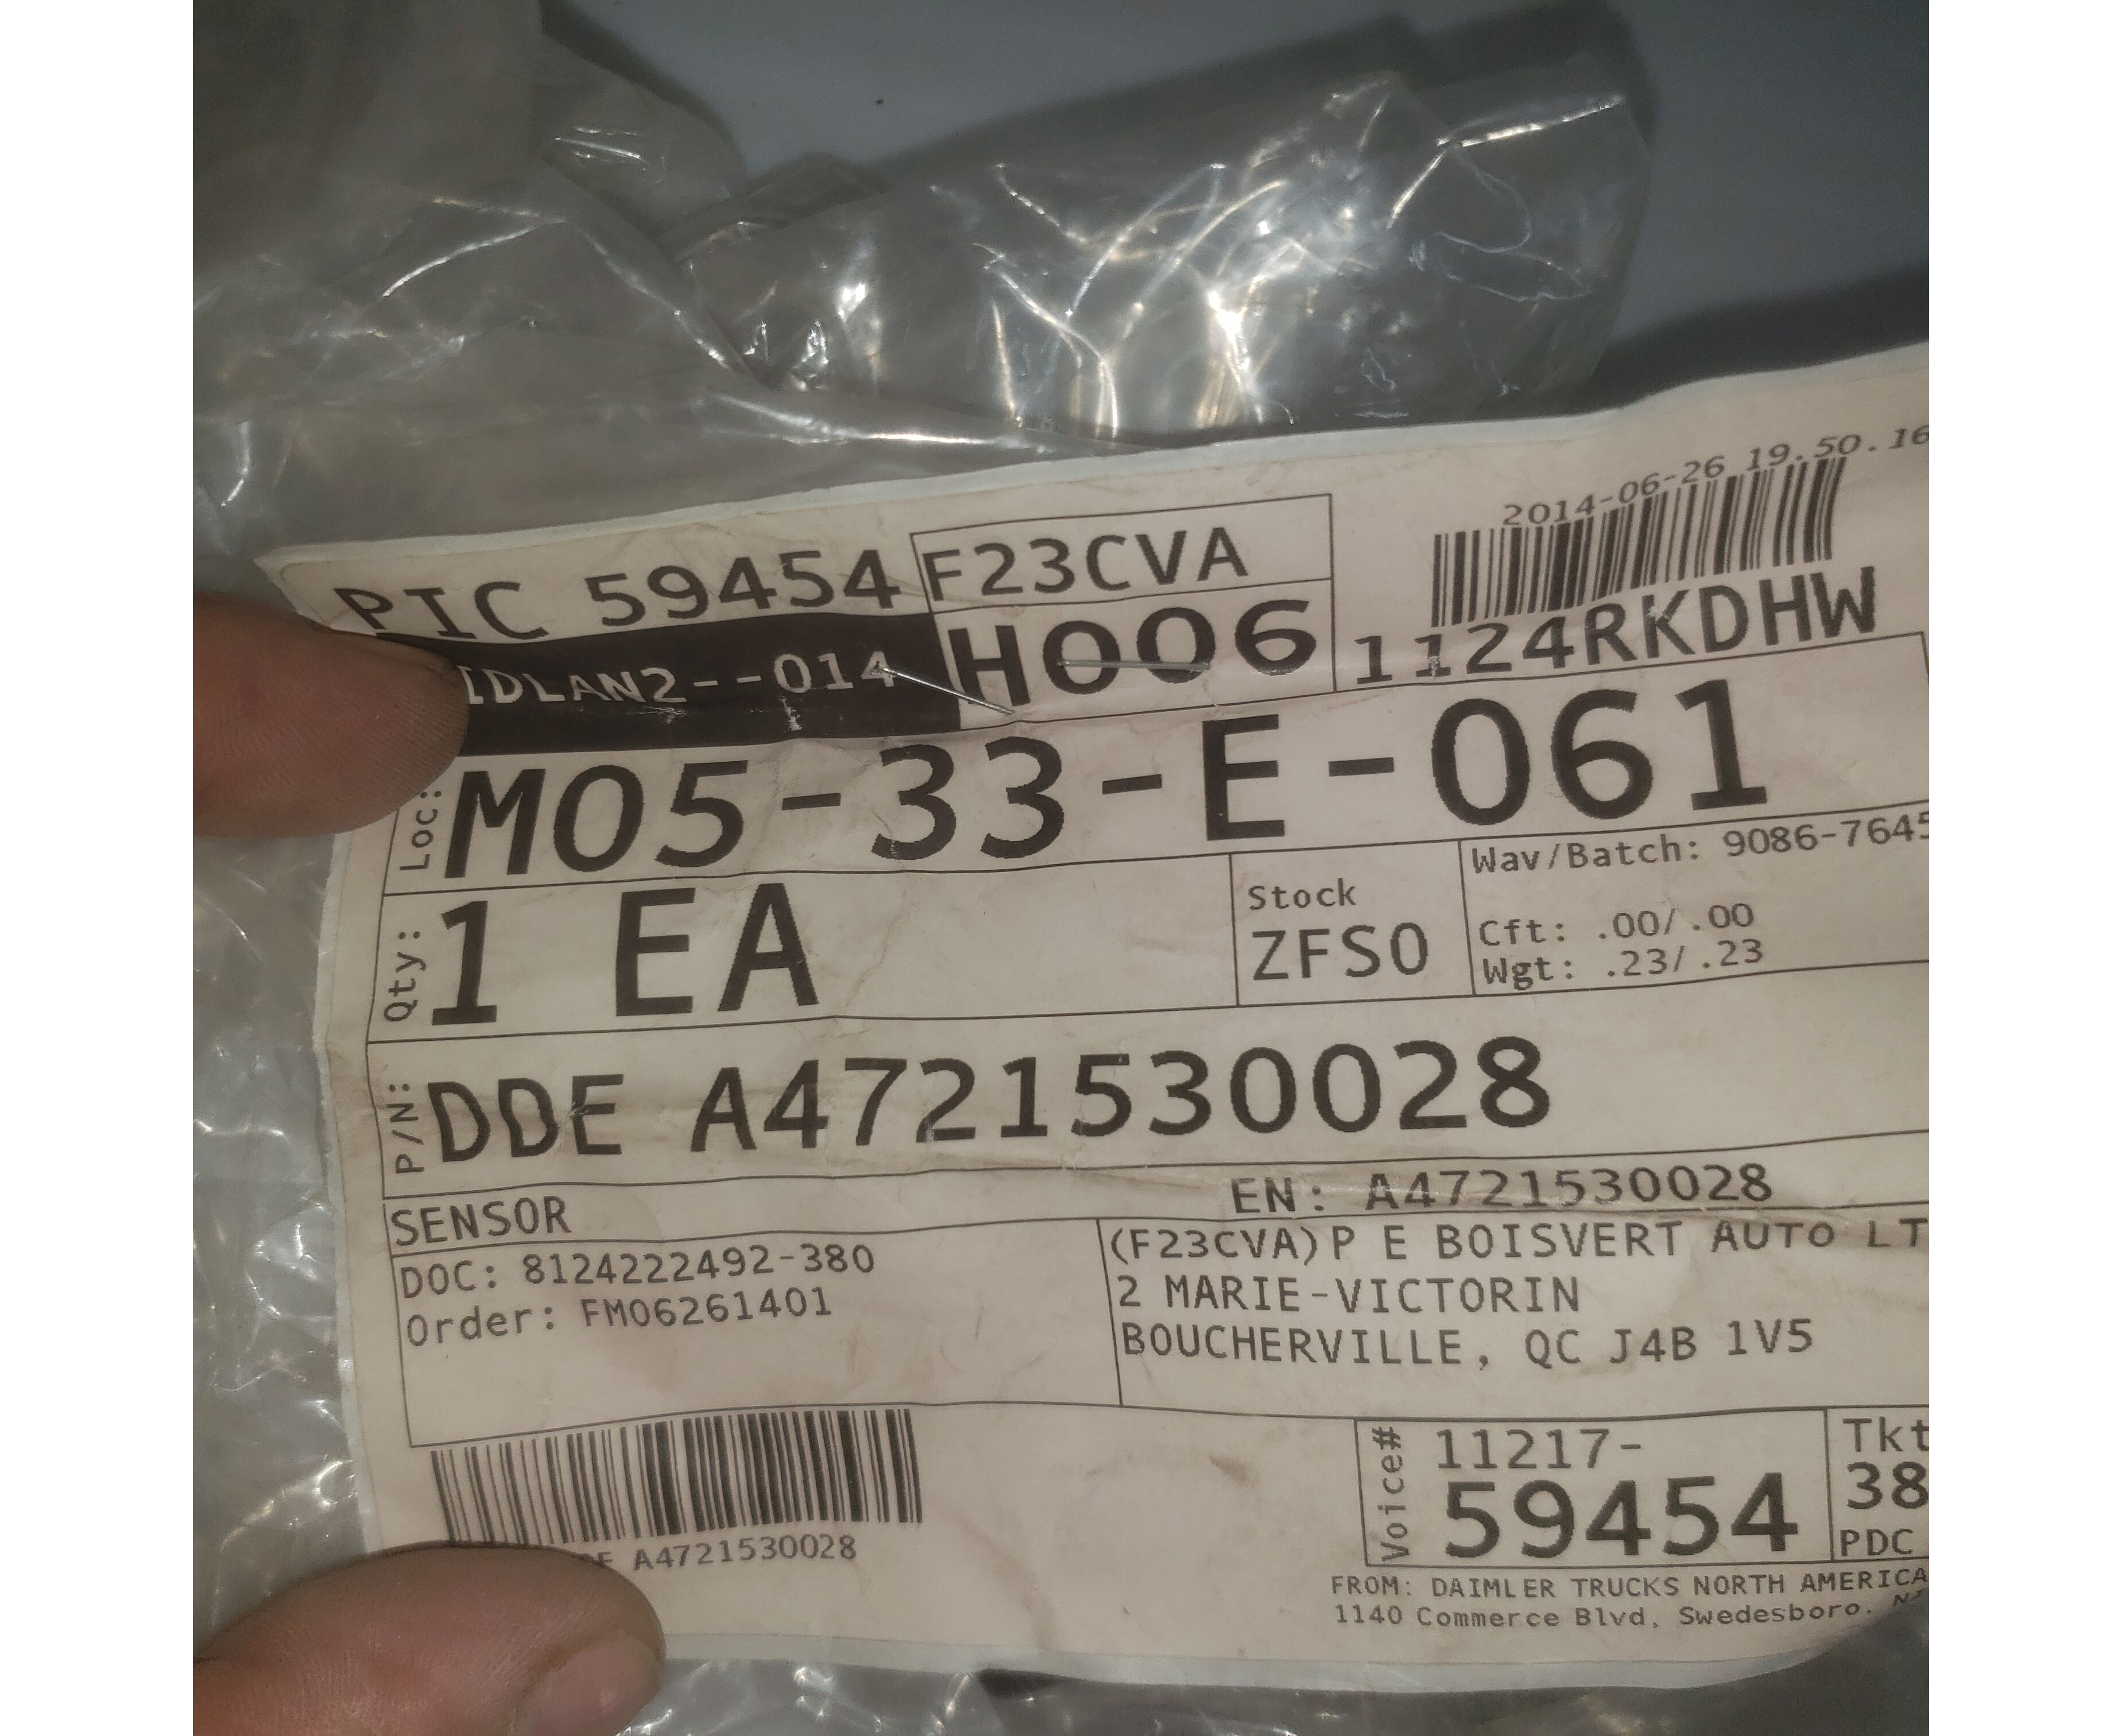 2014-06-26 19.50.16
PIC 59454
F23CVA
IDLAN2--014
H006
1124RKDHW
Loc: M05-33-E-061
Qty: 1 EA
Stock
ZFS0
Wav/Batch: 9086-7645
Cft: .00/ .00
Wgt: .23/ .23
P/N: DDE A4721530028
EN: A4721530028
SENSOR
DOC: 8124222492-380
Order: FM06261401
(F23CVA)P E BOISVERT AUTO LT
2 MARIE-VICTORIN
BOUCHERVILLE, QC J4B 1V5
E A4721530028
Voice# 11217-
59454
Tkt
38
PDC
FROM: DAIMLER TRUCKS NORTH AMERICA
1140 Commerce Blvd, Swedesboro.